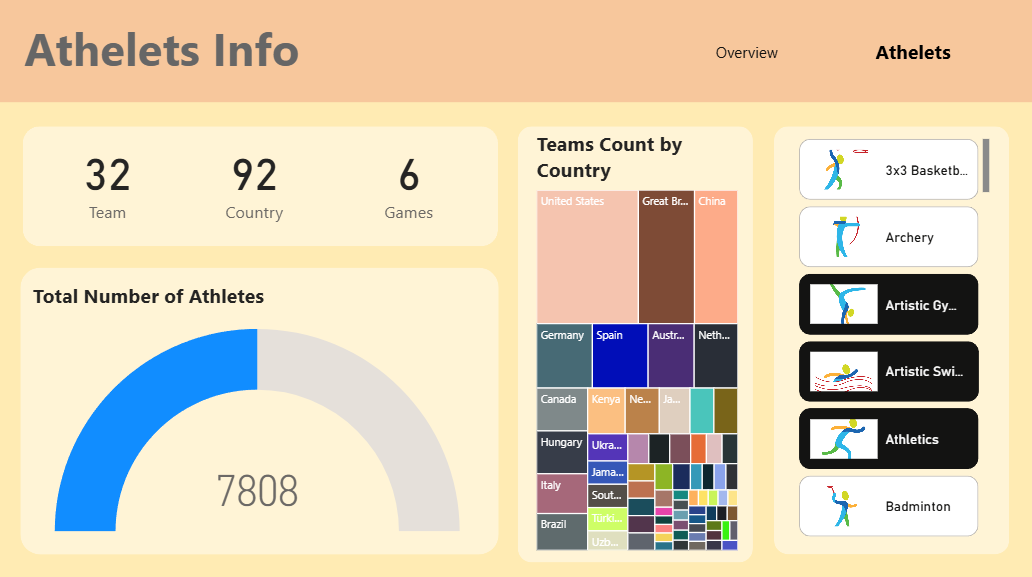 Athelets Info
Overview
Athelets
32
Team
92
Country
6
Games
Total Number of Athletes
7808
Teams Count by
Country
United States
Great Br...
China
Germany
Spain
Austr...
Neth...
Canada
Kenya
Ne...
Ja...
Hungary
Ukra...
Jama...
Italy
Sout...
Brazil
Türki...
Uzb...
3x3 Basketb...
Archery
Artistic Gy...
Artistic Swi...
Athletics
Badminton